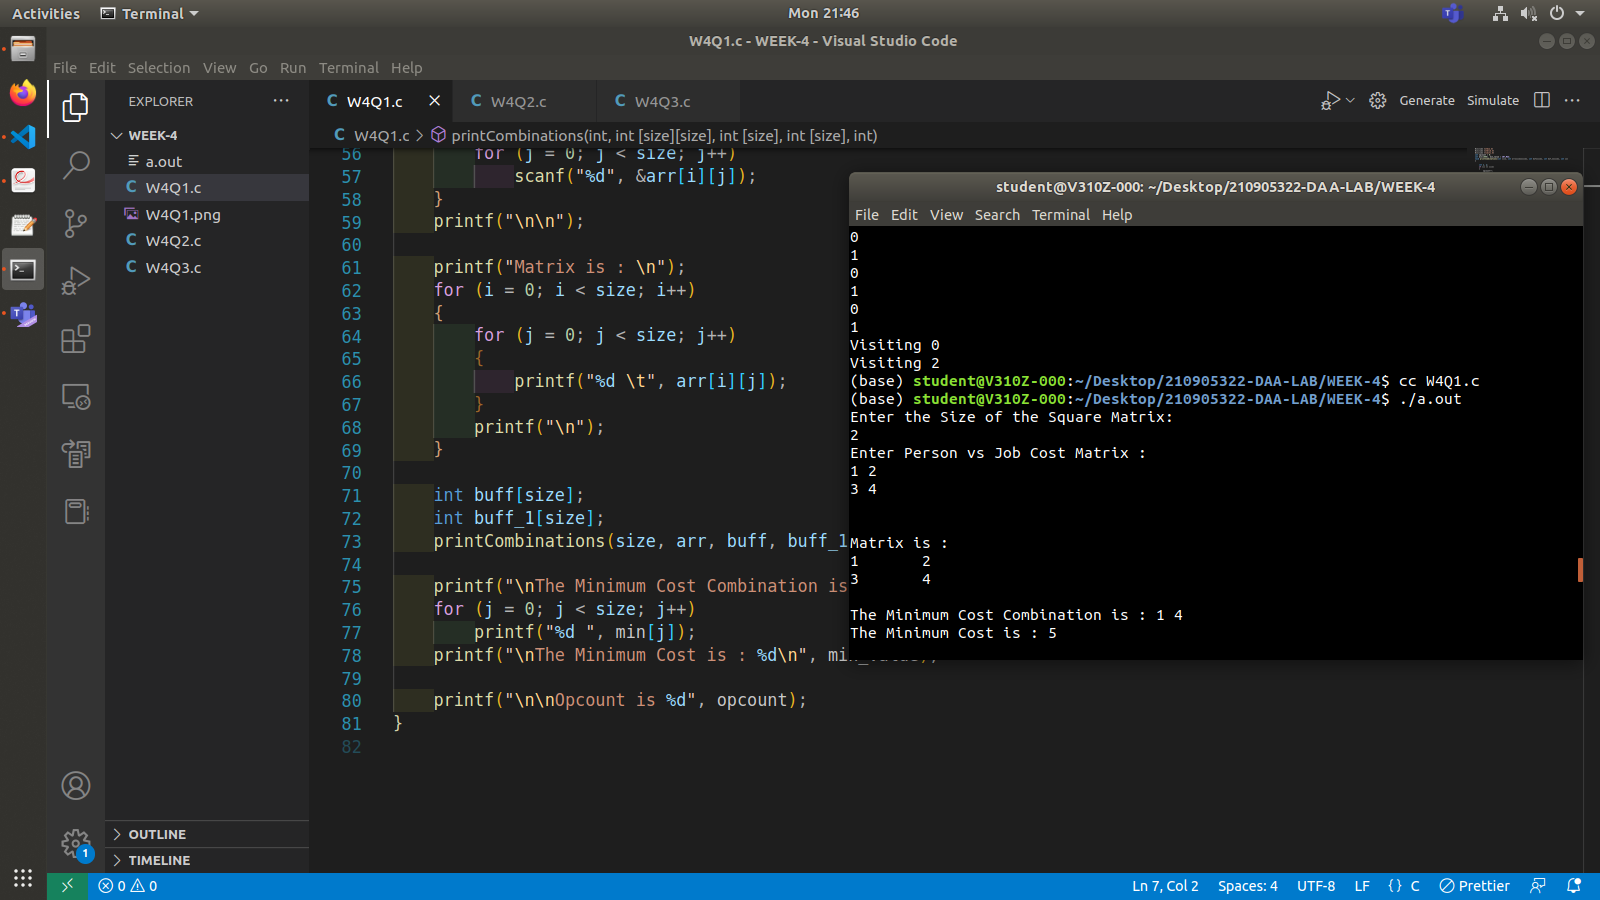 Activities Terminal Mon 21:46
W4Q1.c - WEEK-4 - Visual Studio Code
File Edit Selection View Go Run Terminal Help
EXPLORER ···
WEEK-4
a.out
C W4Q1.c
W4Q1.png
C W4Q2.c
C W4Q3.c
OUTLINE
TIMELINE
C W4Q1.c C W4Q2.c C W4Q3.c
Generate Simulate ···
C W4Q1.c > printCombinations(int, int [size][size], int [size], int [size], int)
56 for (j = 0; j < size; j++)
57 scanf("%d", &arr[i][j]);
58 }
59 printf("\n\n");
60
61 printf("Matrix is : \n");
62 for (i = 0; i < size; i++)
63 {
64 for (j = 0; j < size; j++)
65 {
66 printf("%d \t", arr[i][j]);
67 }
68 printf("\n");
69 }
70
71 int buff[size];
72 int buff_1[size];
73 printCombinations(size, arr, buff, buff_1
74
75 printf("\nThe Minimum Cost Combination is
76 for (j = 0; j < size; j++)
77 printf("%d ", min[j]);
78 printf("\nThe Minimum Cost is : %d\n", min_value);
79
80 printf("\n\nOpcount is %d", opcount);
81 }
82
student@V310Z-000: ~/Desktop/210905322-DAA-LAB/WEEK-4
File Edit View Search Terminal Help
0
1
0
1
0
1
Visiting 0
Visiting 2
(base) student@V310Z-000:~/Desktop/210905322-DAA-LAB/WEEK-4$ cc W4Q1.c
(base) student@V310Z-000:~/Desktop/210905322-DAA-LAB/WEEK-4$ ./a.out
Enter the Size of the Square Matrix:
2
Enter Person vs Job Cost Matrix :
1 2
3 4
Matrix is :
1 2
3 4
The Minimum Cost Combination is : 1 4
The Minimum Cost is : 5
1
0 0 Ln 7, Col 2 Spaces: 4 UTF-8 LF {} C Prettier